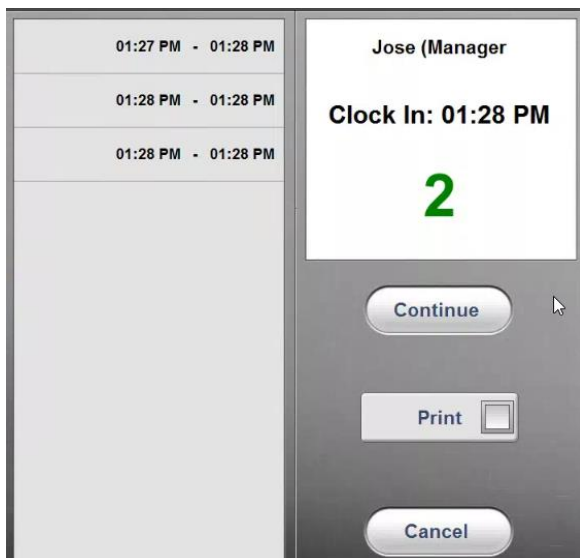 01:27 PM - 01:28 PM
01:28 PM - 01:28 PM
01:28 PM - 01:28 PM
Jose (Manager
Clock In: 01:28 PM
2
Continue
Print
Cancel